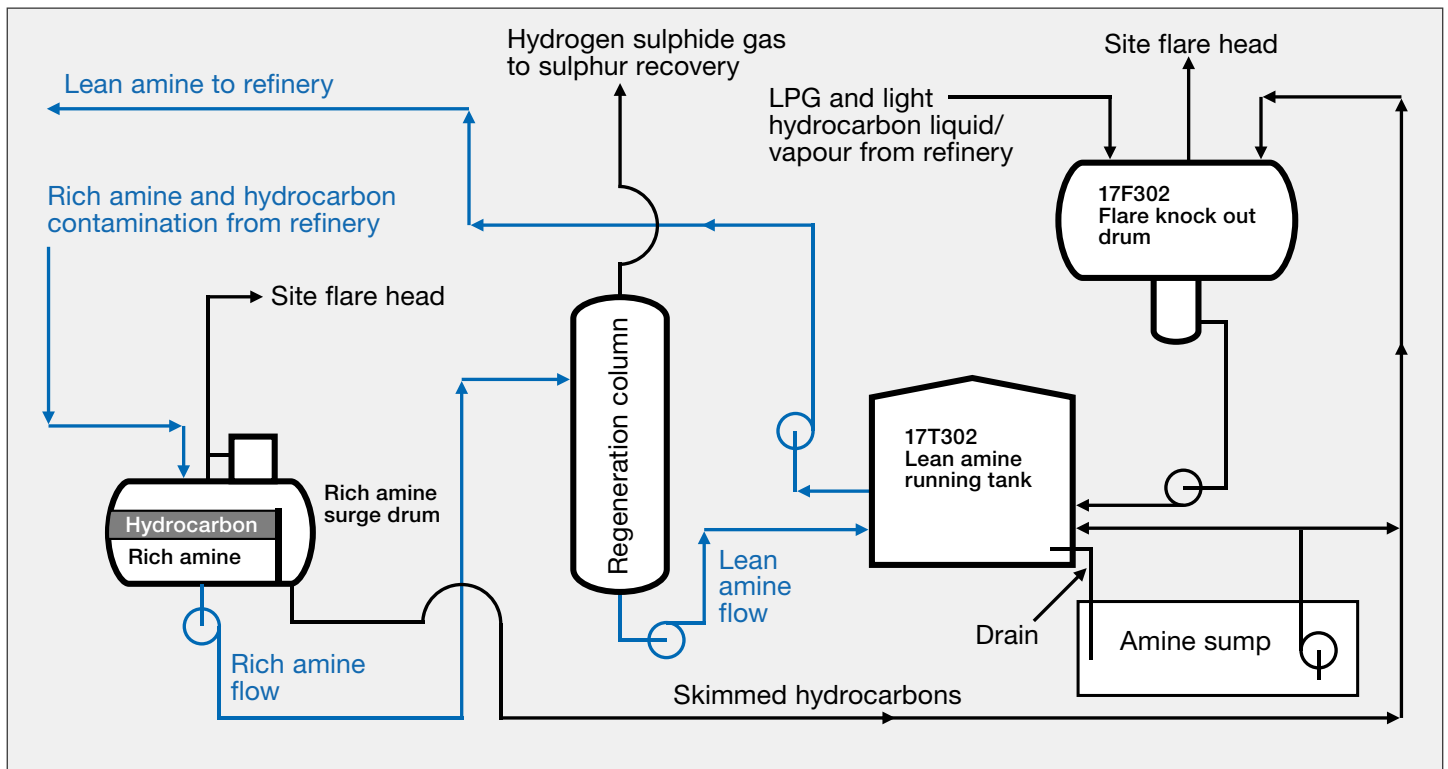 Hydrogen sulphide gas
to sulphur recovery
Site flare head
Lean amine to refinery
LPG and light
hydrocarbon liquid/
vapour from refinery
Rich amine and hydrocarbon
contamination from refinery
17F302
Flare knock out
drum
Site flare head
Regeneration column
17T302
Lean amine
running tank
Rich amine
surge drum
Hydrocarbon
Rich amine
Lean
amine
flow
Drain
Amine sump
Rich amine
flow
Skimmed hydrocarbons